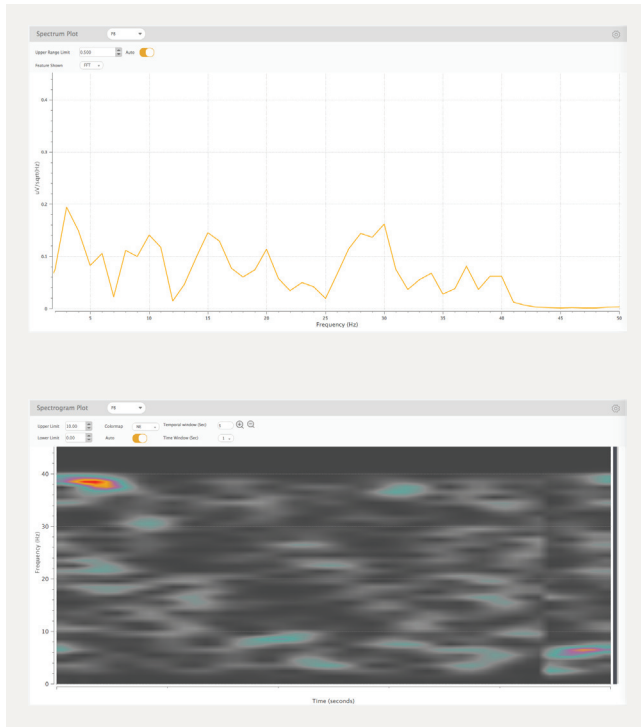 Spectrum Plot
Upper Range Limit 0.500 Auto
Feature Shown FFT
0.4
0.4
0.2
0.1
0
uV/sqrt(Hz)
5 10 15 20 25 30 35 40 45 50
Frequency (Hz)
Spectrogram Plot
Upper Limit 10.00 Colormap Temporal window (Sec)
Lower Limit 0.00 Auto Time Window (Sec) 1
40
30
20
10
0
Frequency (Hz)
Time (seconds)